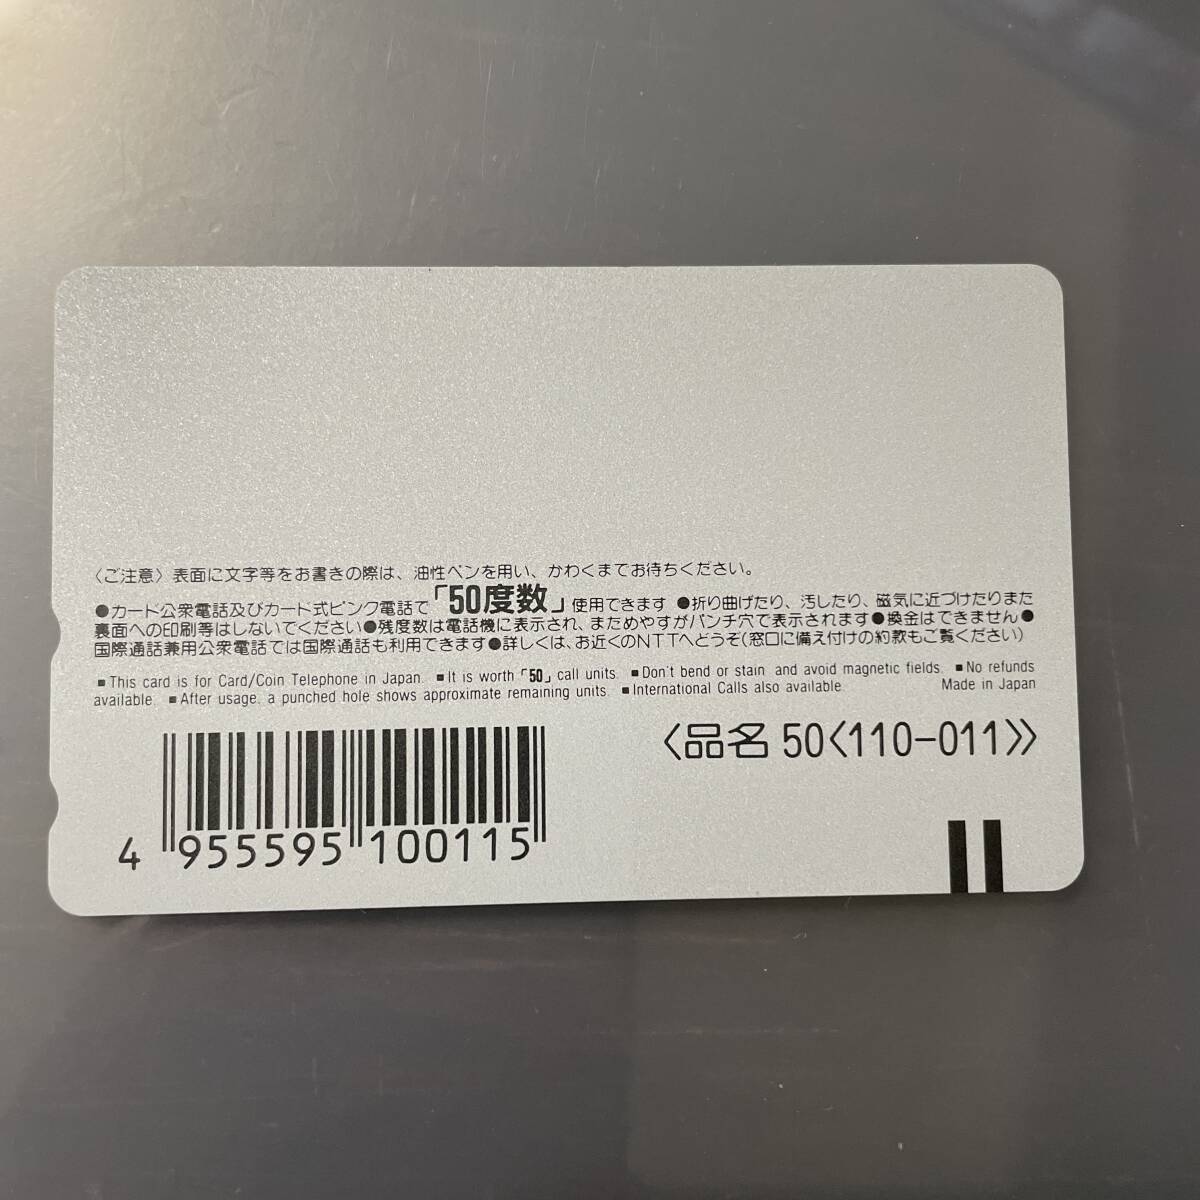 〈ご注意〉表面に文字等をお書きの際は、油性ペンを用い、かわくまでお待ちください。
●カード公衆電話及びカード式ピンク電話で「50度数」使用できます ●折り曲げたり、汚したり、磁気に近づけたりまた
裏面への印刷等はしないでください●残度数は電話機に表示され、まためやすがパンチ穴で表示されます●換金はできません●
国際通話兼用公衆電話では国際通話も利用できます●詳しくは、お近くのNTTへどうぞ(窓口に備え付けの約款もご覧ください)
■This card is for Card/Coin Telephone in Japan. ■It is worth「50」call units. ■Don't bend or stain and avoid magnetic fields. ■No refunds
available. ■After usage, a punched hole shows approximate remaining units. ■International Calls also available. Made in Japan
〈品名 50〈110-011〉〉
4 955595 100115